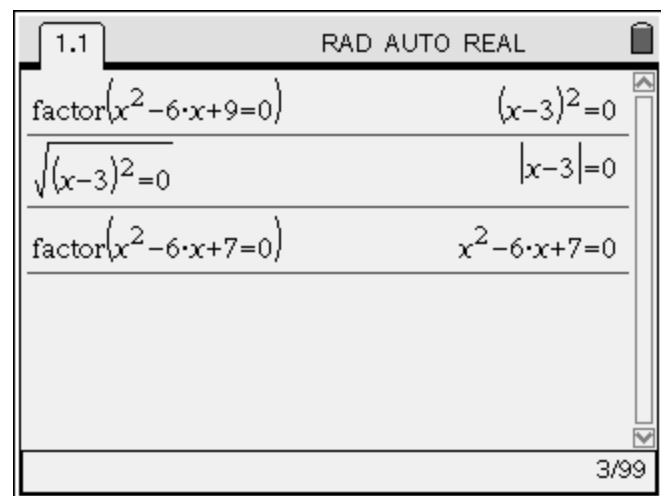 1.1 RAD AUTO REAL
factor(x²−6·x+9=0) (x−3)²=0
√(x−3)²=0 |x−3|=0
factor(x²−6·x+7=0) x²−6·x+7=0
3/99